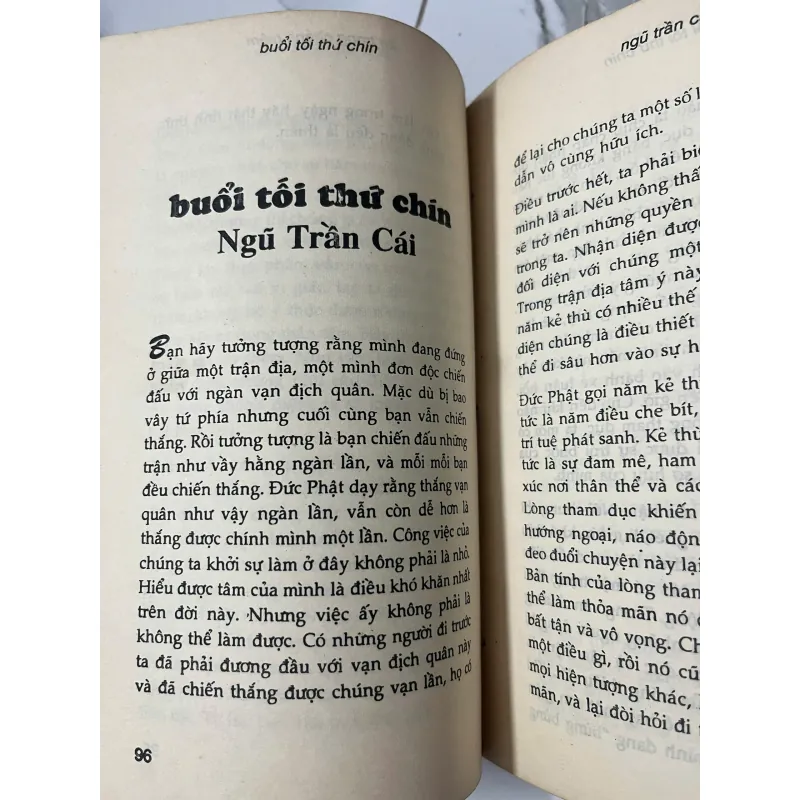 buổi tối thứ chín
buổi tối thứ chín
Ngũ Trần Cái
Bạn hãy tưởng tượng rằng mình đang đứng
ở giữa một trận địa, một mình đơn độc chiến
đấu với ngàn vạn địch quân. Mặc dù bị bao
vây tứ phía nhưng cuối cùng bạn vẫn chiến
thắng. Rồi tưởng tượng là bạn chiến đấu những
trận như vầy hằng ngàn lần, và mỗi mỗi bạn
đều chiến thắng. Đức Phật dạy rằng thắng vạn
quân như vậy ngàn lần, vẫn còn dễ hơn là
thắng được chính mình một lần. Công việc của
chúng ta khởi sự làm ở đây không phải là nhỏ.
Hiểu được tâm của mình là điều khó khăn nhất
trên đời này. Nhưng việc ấy không phải là
không thể làm được. Có những người đi trước
ta đã phải đương đầu với vạn địch quân này
và đã chiến thắng được chúng vạn lần, họ có
96
ngũ trần
để lại cho chúng ta một số
dẫn vô cùng hữu ích.
Điều trước hết, ta phải
mình là ai. Nếu không
sẽ trở nên những quyền
trong ta. Nhận diện được
đối diện với chúng một
Trong trận địa tâm ý này
năm kẻ thù có nhiều thế
diện chúng là điều thiết
thể đi sâu hơn vào sự
Đức Phật gọi năm kẻ
tức là năm điều che bít,
trí tuệ phát sanh. Kẻ thù
tức là sự đam mê, ham
xúc nơi thân thể và các
Lòng tham dục khiến
hướng ngoại, náo động
đeo đuổi chuyện này lại
Bản tính của lòng tham
thể làm thỏa mãn nó
bất tận và vô vọng.
một điều gì, rồi nó
mọi hiện tượng khác,
mãn, và lại đòi hỏi đi